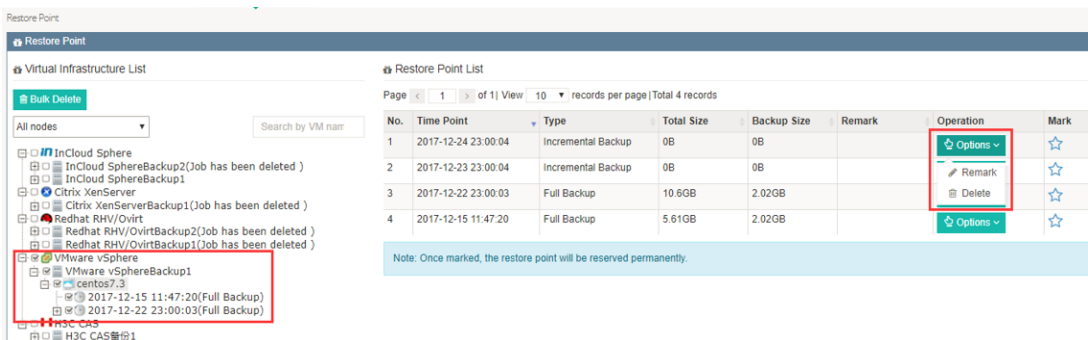 Restore Point
Restore Point
Virtual Infrastructure List
Bulk Delete
All nodes
Search by VM nam
InCloud Sphere
InCloud SphereBackup2(Job has been deleted )
InCloud SphereBackup1
Citrix XenServer
Citrix XenServerBackup1(Job has been deleted )
Redhat RHV/Ovirt
Redhat RHV/OvirtBackup2(Job has been deleted )
Redhat RHV/OvirtBackup1(Job has been deleted )
VMware vSphere
VMware vSphereBackup1
centos7.3
2017-12-15 11:47:20(Full Backup)
2017-12-22 23:00:03(Full Backup)
H3C CAS
H3C CAS备份1
Restore Point List
Page < 1 > of 1| View 10 records per page|Total 4 records
No. Time Point Type Total Size Backup Size Remark Operation Mark
1 2017-12-24 23:00:04 Incremental Backup 0B 0B Options
2 2017-12-23 23:00:04 Incremental Backup 0B 0B
Remark
Delete
3 2017-12-22 23:00:03 Full Backup 10.6GB 2.02GB
4 2017-12-15 11:47:20 Full Backup 5.61GB 2.02GB Options
Note: Once marked, the restore point will be reserved permanently.